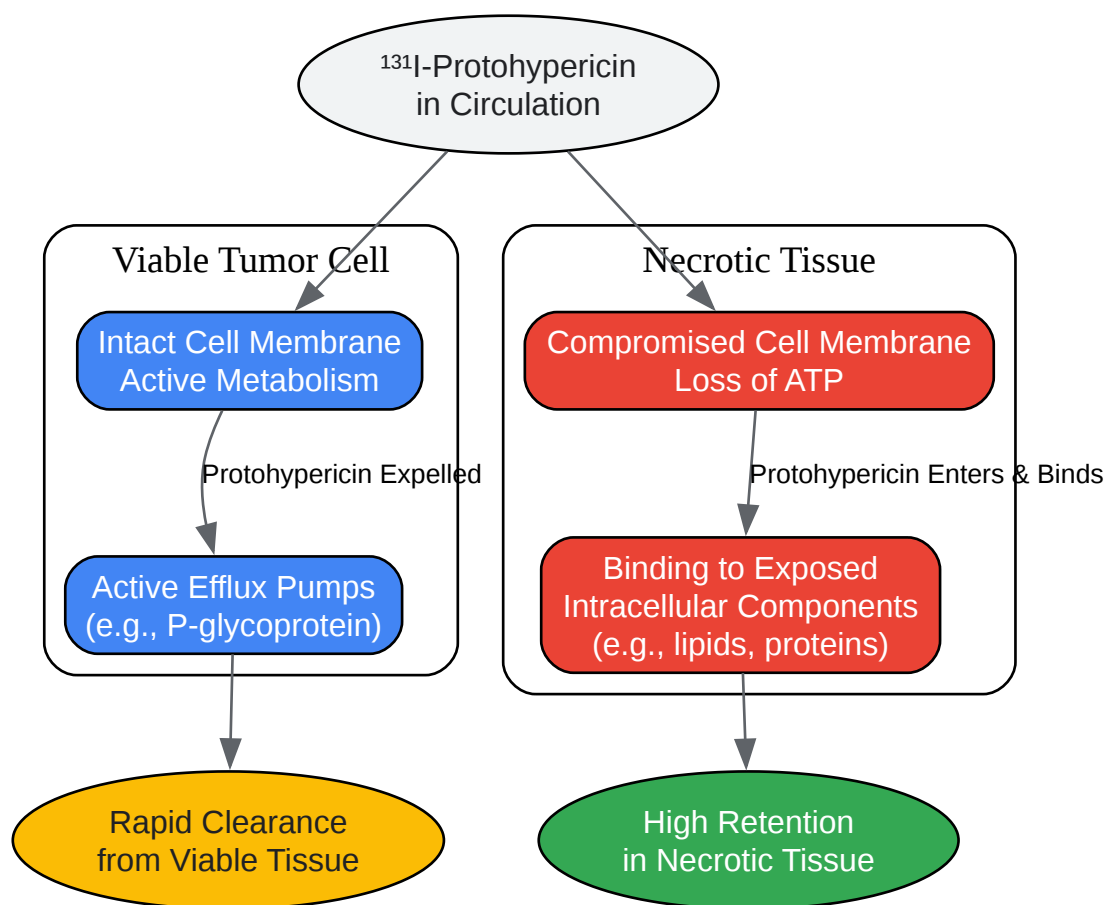 ¹³¹I-Protohypericin
in Circulation
Viable Tumor Cell
Intact Cell Membrane
Active Metabolism
Protohypericin Expelled
Active Efflux Pumps
(e.g., P-glycoprotein)
Rapid Clearance
from Viable Tissue
Necrotic Tissue
Compromised Cell Membrane
Loss of ATP
Protohypericin Enters & Binds
Binding to Exposed
Intracellular Components
(e.g., lipids, proteins)
High Retention
in Necrotic Tissue